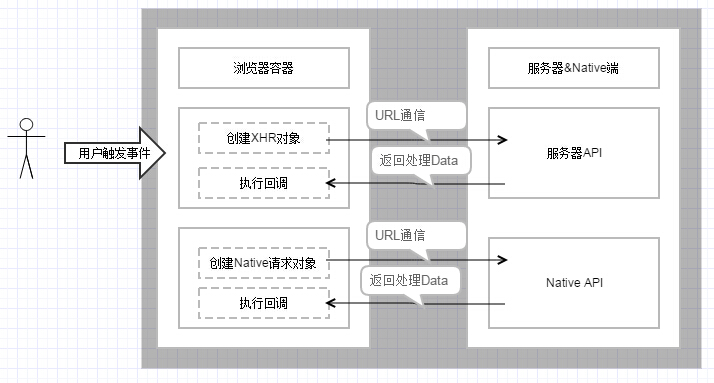 浏览器容器
服务器&Native端
用户触发事件
创建XHR对象
执行回调
URL通信
返回处理Data
服务器API
创建Native请求对象
执行回调
URL通信
返回处理Data
Native API